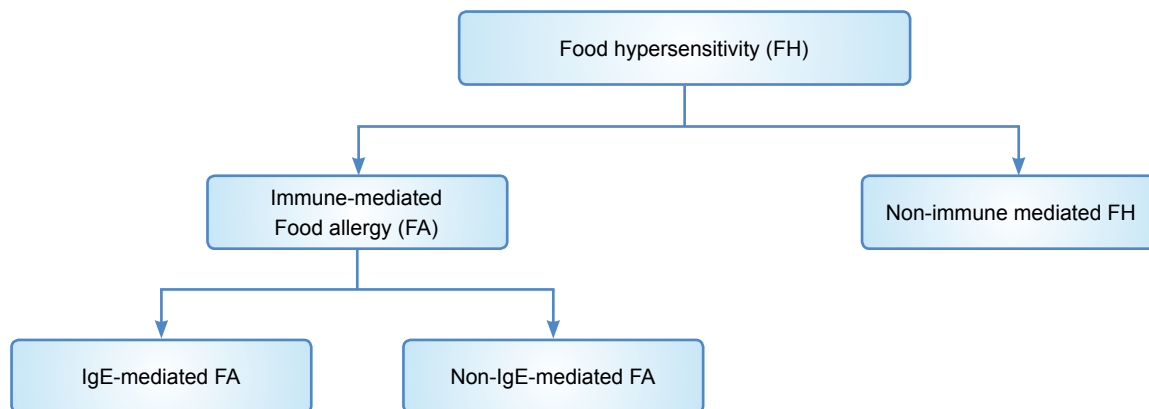 Food hypersensitivity (FH)
Immune-mediated
Food allergy (FA)
Non-immune mediated FH
IgE-mediated FA
Non-IgE-mediated FA